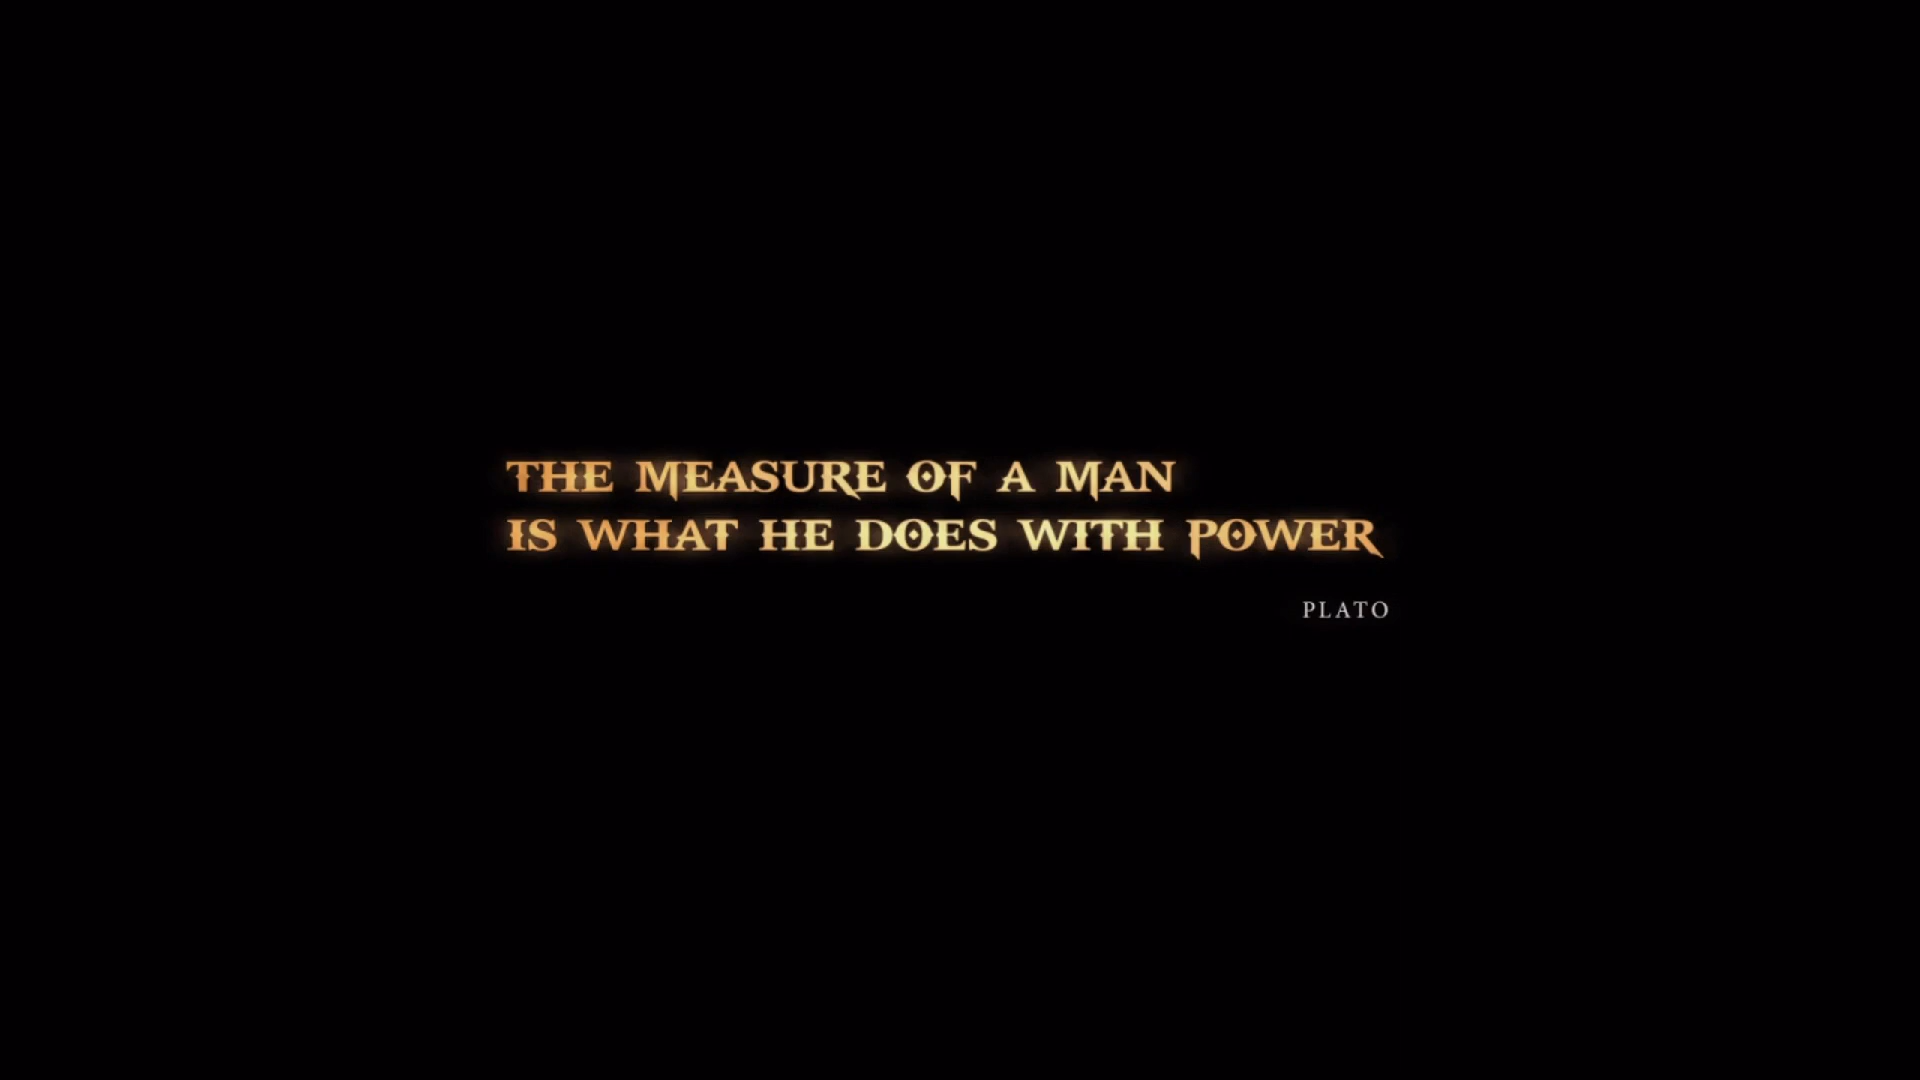 THE MEASURE OF A MAN
IS WHAT HE DOES WITH POWER
PLATO